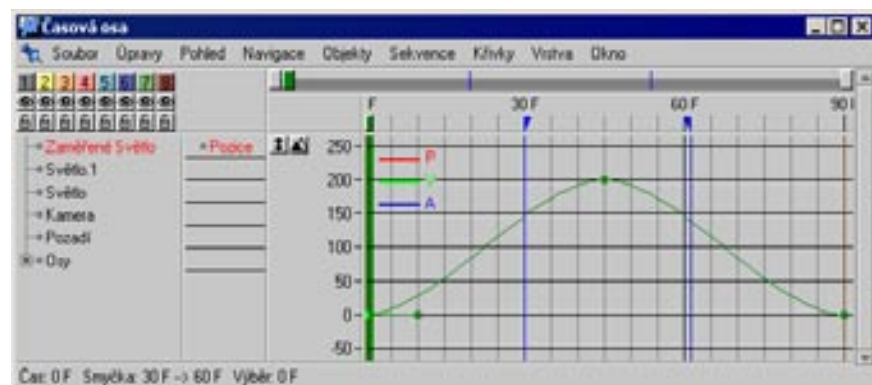 Časová osa
Soubor Úpravy Pohled Navigace Objekty Sekvence Křivky Vrstva Okno
1 2 3 4 5 6 7 8
F 30 F 60 F 90 F
Zaměřené Světlo Pozice
Světlo.1
Světlo
Kamera
Pozadí
Osy
250
200
150
100
50
0
-50
P
A
Čas: 0 F Smyčka: 30 F -> 60 F Výběr: 0 F